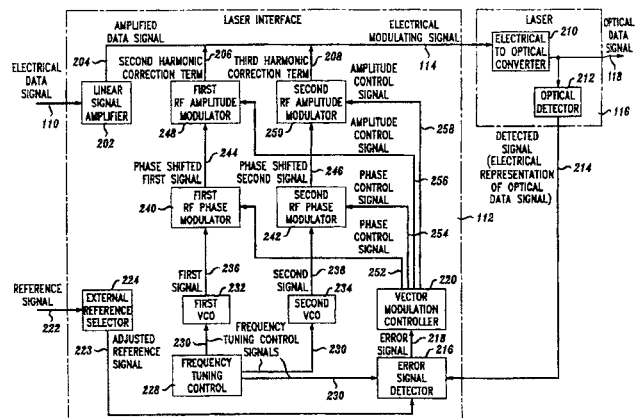 LASER INTERFACE
AMPLIFIED
DATA SIGNAL
204
SECOND HARMONIC
CORRECTION TERM
206
THIRD HARMONIC
CORRECTION TERM
208
ELECTRICAL
MODULATING SIGNAL
114
LASER
ELECTRICAL
TO OPTICAL
CONVERTER
210
OPTICAL
DATA
SIGNAL
118
212
OPTICAL
DETECTOR
116
ELECTRICAL
DATA
SIGNAL
110
LINEAR
SIGNAL
AMPLIFIER
202
FIRST
RF AMPLITUDE
MODULATOR
248
SECOND
RF AMPLITUDE
MODULATOR
250
AMPLITUDE
CONTROL
SIGNAL
AMPLITUDE
CONTROL
SIGNAL
258
256
DETECTED
SIGNAL
(ELECTRICAL
REPRESENTATION
OF OPTICAL
DATA SIGNAL)
214
244
PHASE SHIFTED
FIRST SIGNAL
246
PHASE SHIFTED
SECOND SIGNAL
240
FIRST
RF PHASE
MODULATOR
242
SECOND
RF PHASE
MODULATOR
PHASE
CONTROL
SIGNAL
PHASE
CONTROL
SIGNAL
254
252
112
REFERENCE
SIGNAL
222
224
EXTERNAL
REFERENCE
SELECTOR
223
ADJUSTED
REFERENCE
SIGNAL
FIRST
SIGNAL
236
232
FIRST
VCO
SECOND
SIGNAL
238
234
SECOND
VCO
220
VECTOR
MODULATION
CONTROLLER
230
FREQUENCY
TUNING CONTROL
SIGNALS
230
228
FREQUENCY
TUNING
CONTROL
230
218
ERROR
SIGNAL
216
ERROR
SIGNAL
DETECTOR